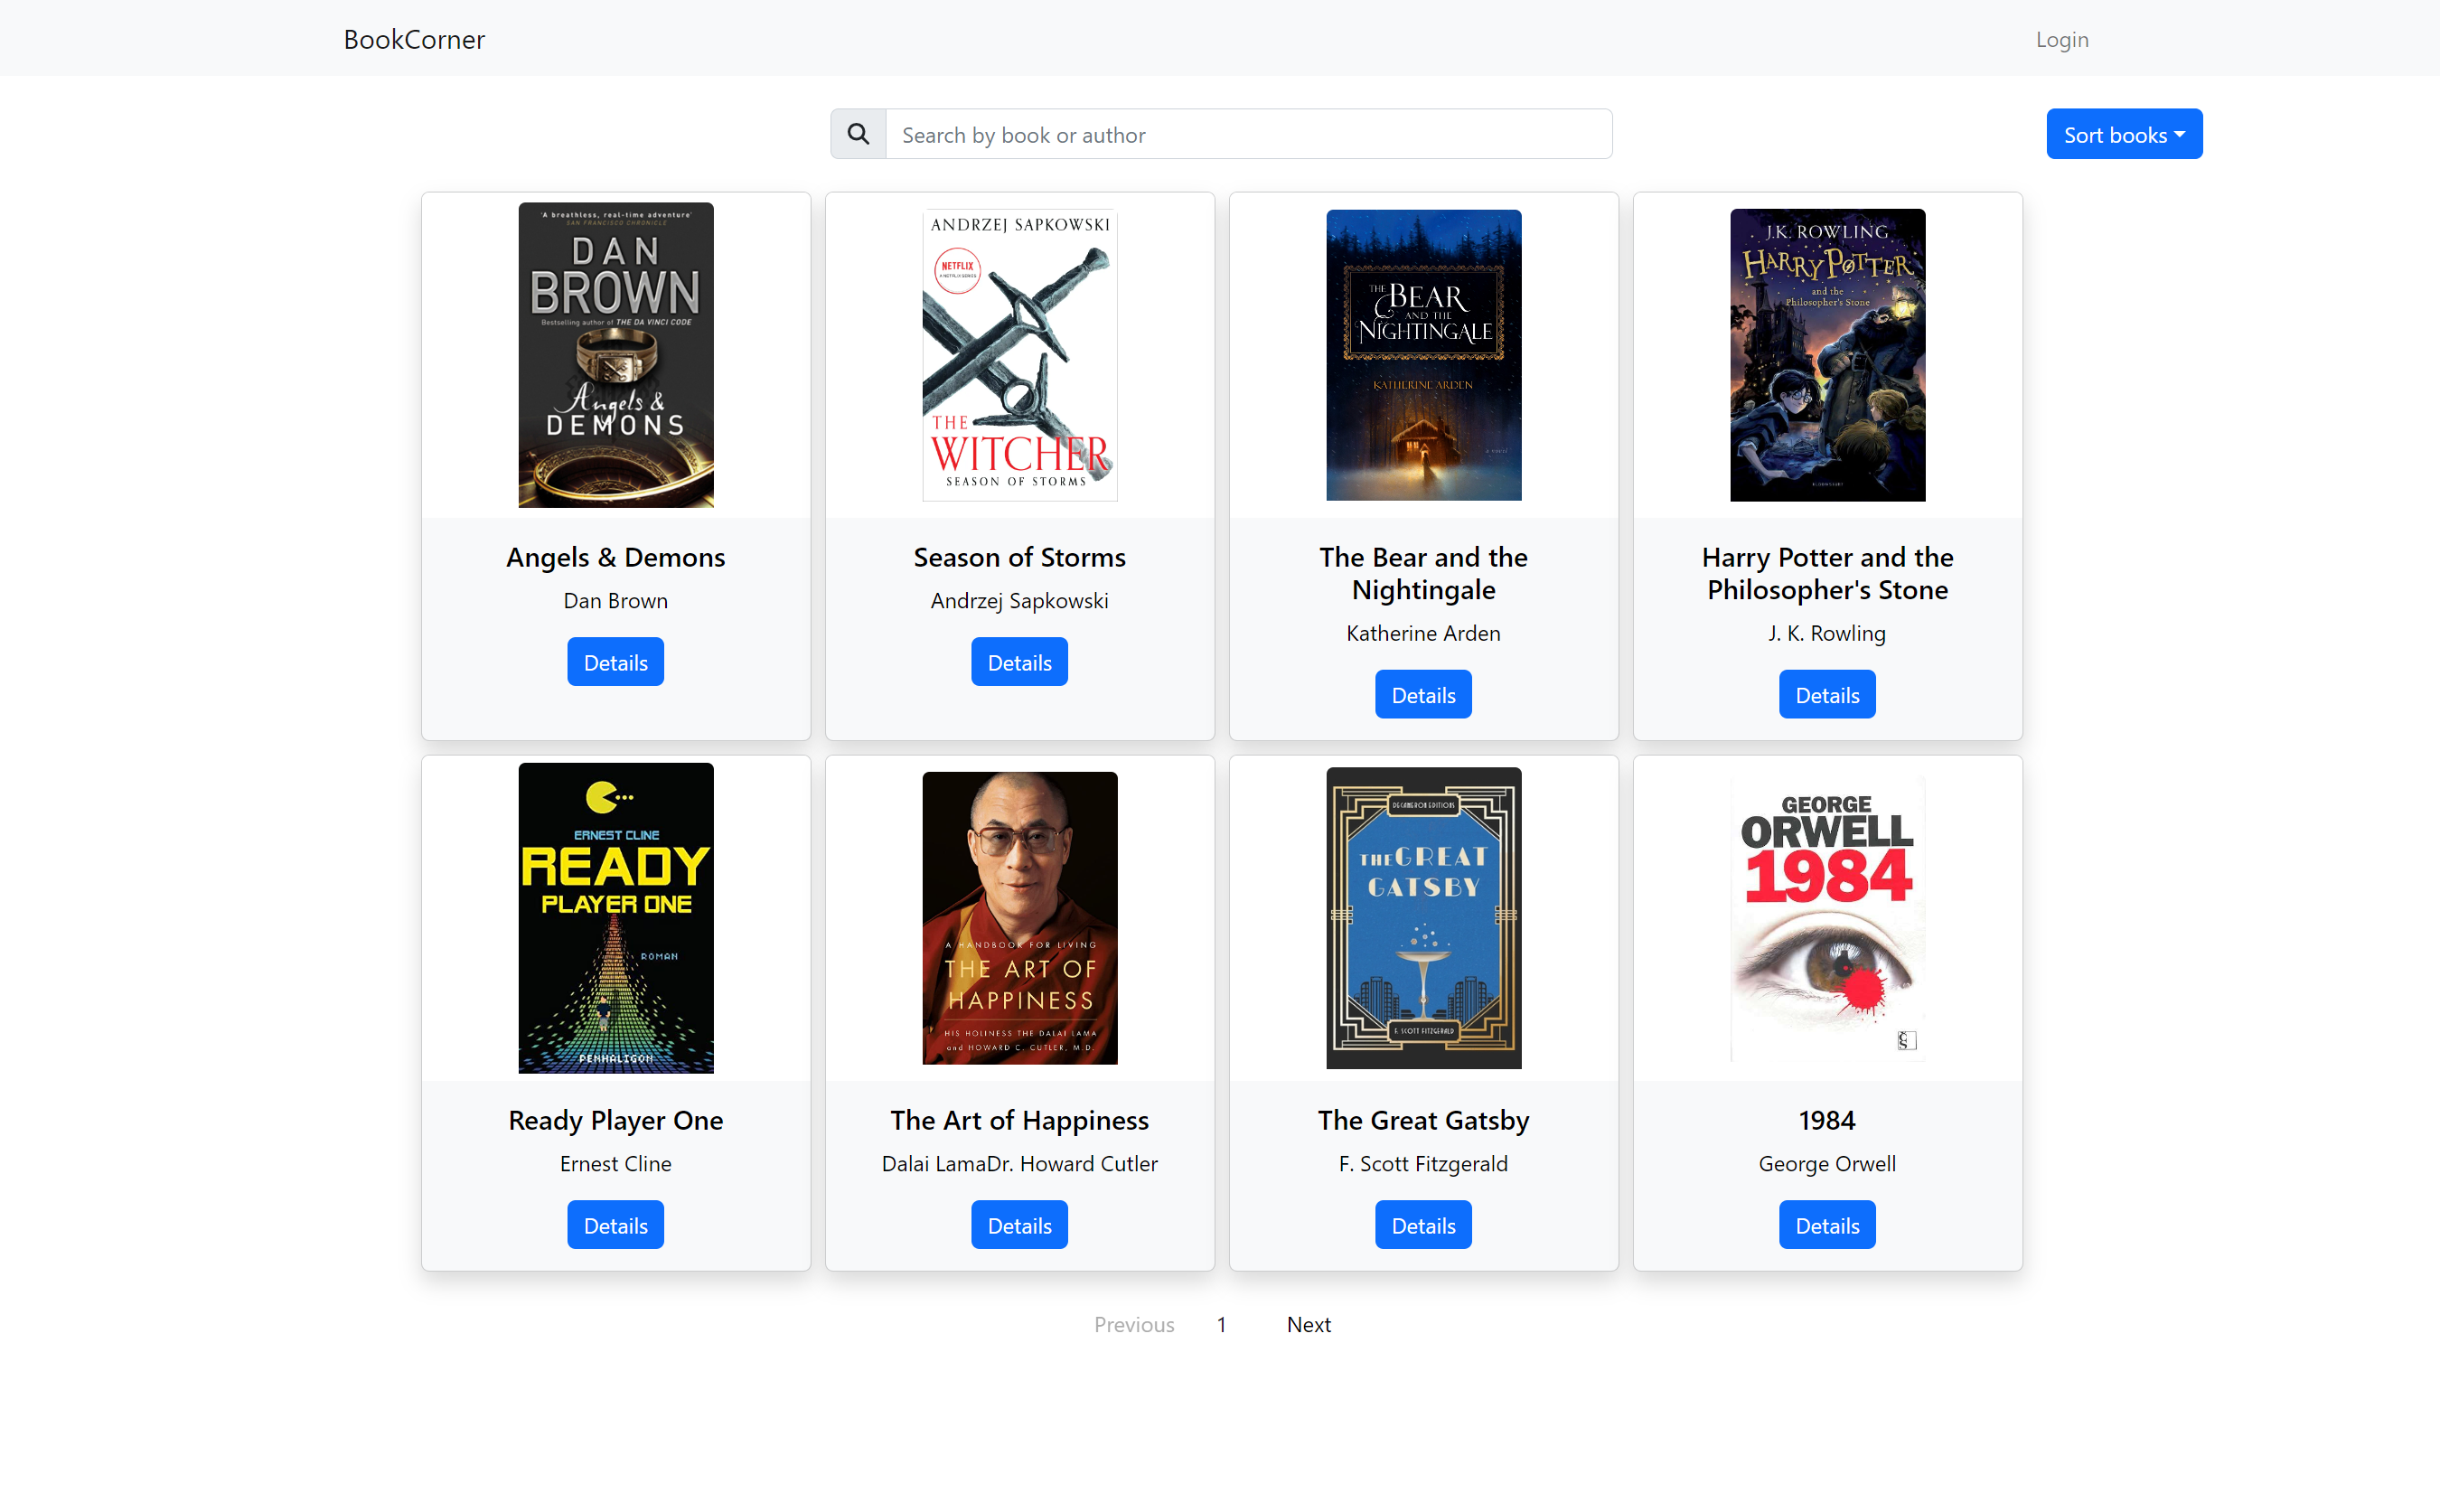 BookCorner
Login
Search by book or author
Sort books
'A breathless, real-time adventure'
SAN FRANCISCO CHRONICLE
DAN
BROWN
Bestselling author of THE DA VINCI CODE
Angels &
DEMONS
ANDRZEJ SAPKOWSKI
NETFLIX
A NETFLIX SERIES
THE
WITCHER
SEASON OF STORMS
THE BEAR
AND THE
NIGHTINGALE
KATHERINE ARDEN
a novel
J.K. ROWLING
HARRY POTTER
and the
Philosopher's Stone
BLOOMSBURY
Angels & Demons
Dan Brown
Details
Season of Storms
Andrzej Sapkowski
Details
The Bear and the
Nightingale
Katherine Arden
Details
Harry Potter and the
Philosopher's Stone
J. K. Rowling
Details
ERNEST CLINE
READY
PLAYER ONE
ROMAN
PENHALIGON
A HANDBOOK FOR LIVING
THE ART OF
HAPPINESS
HIS HOLINESS THE DALAI LAMA
and HOWARD C. CUTLER, M.D.
DECAMERON EDITIONS
THE GREAT
GATSBY
F. SCOTT FITZGERALD
GEORGE
ORWELL
1984
Ready Player One
Ernest Cline
Details
The Art of Happiness
Dalai LamaDr. Howard Cutler
Details
The Great Gatsby
F. Scott Fitzgerald
Details
1984
George Orwell
Details
Previous
1
Next